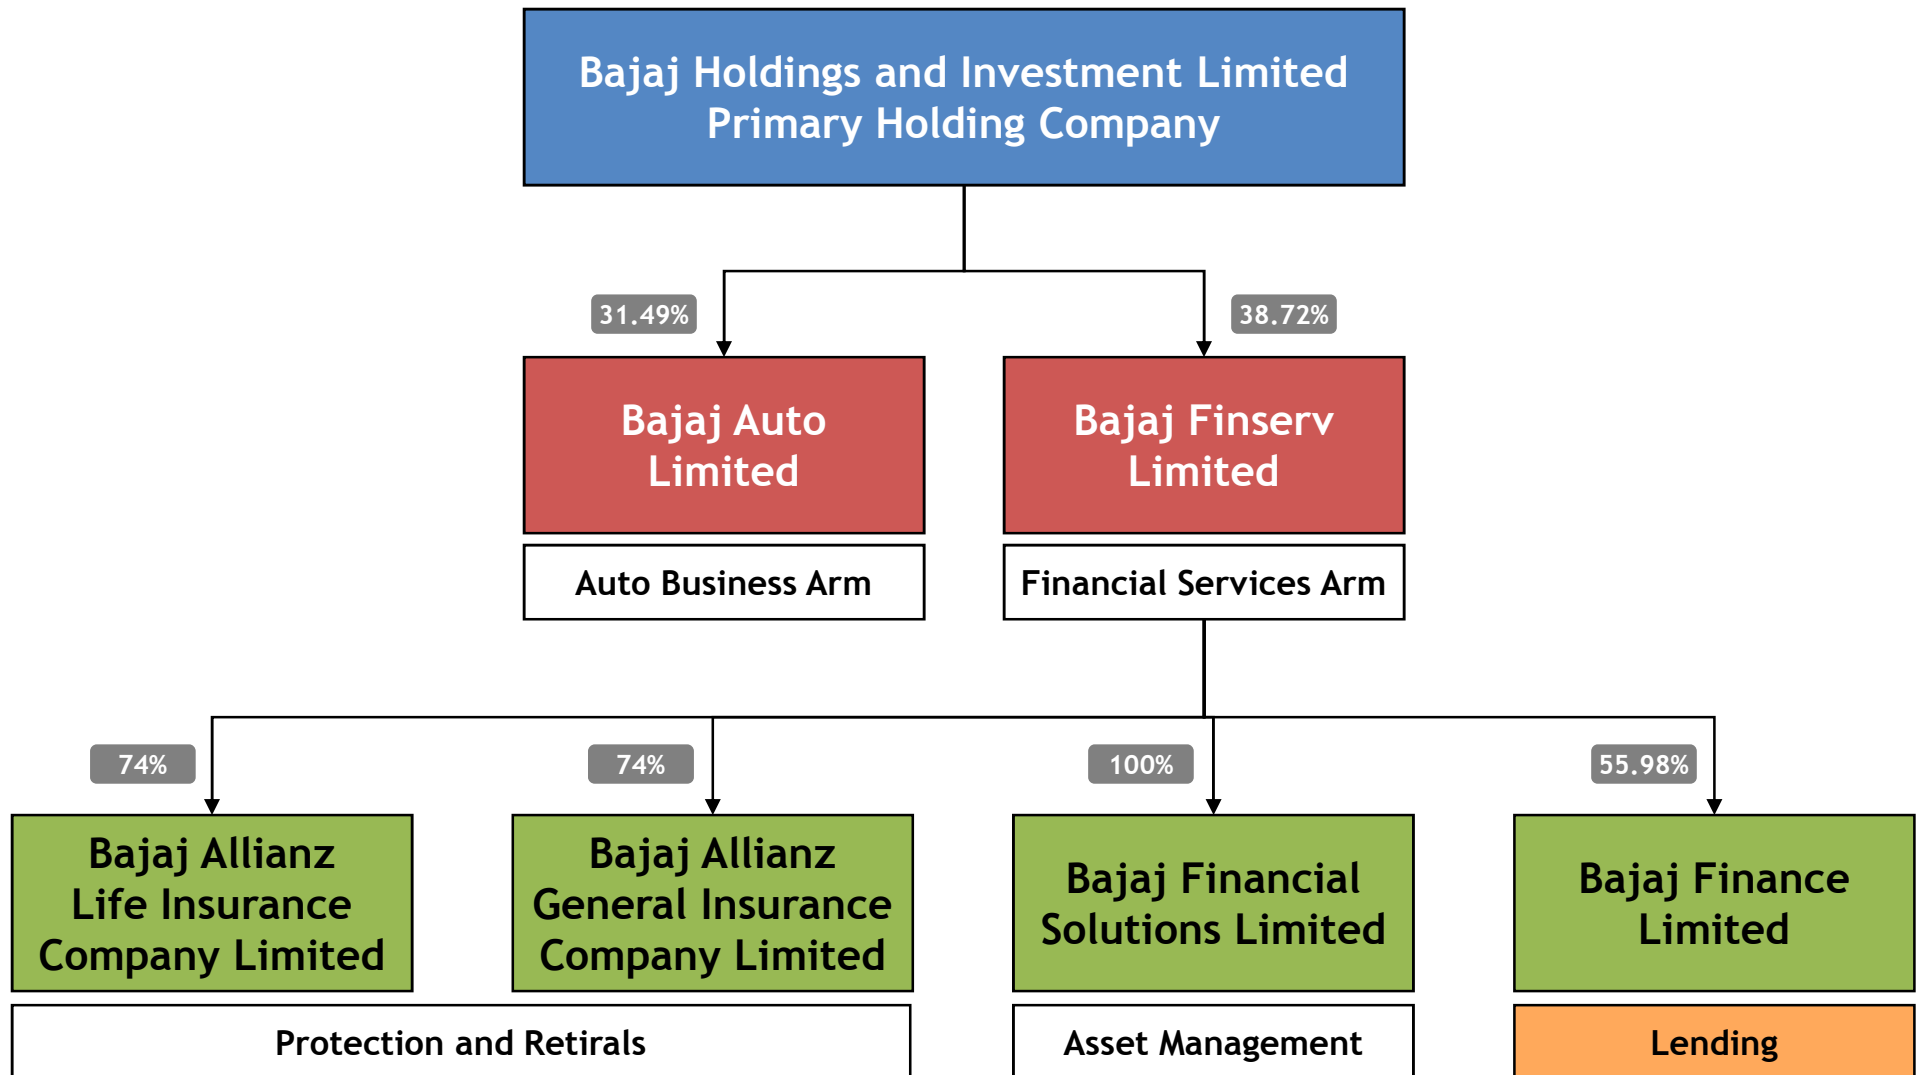 Bajaj Holdings and Investment Limited
Primary Holding Company
31.49%
38.72%
Bajaj Auto
Limited
Bajaj Finserv
Limited
Auto Business Arm
Financial Services Arm
74%
74%
100%
55.98%
Bajaj Allianz
Life Insurance
Company Limited
Bajaj Allianz
General Insurance
Company Limited
Bajaj Financial
Solutions Limited
Bajaj Finance
Limited
Protection and Retirals
Asset Management
Lending